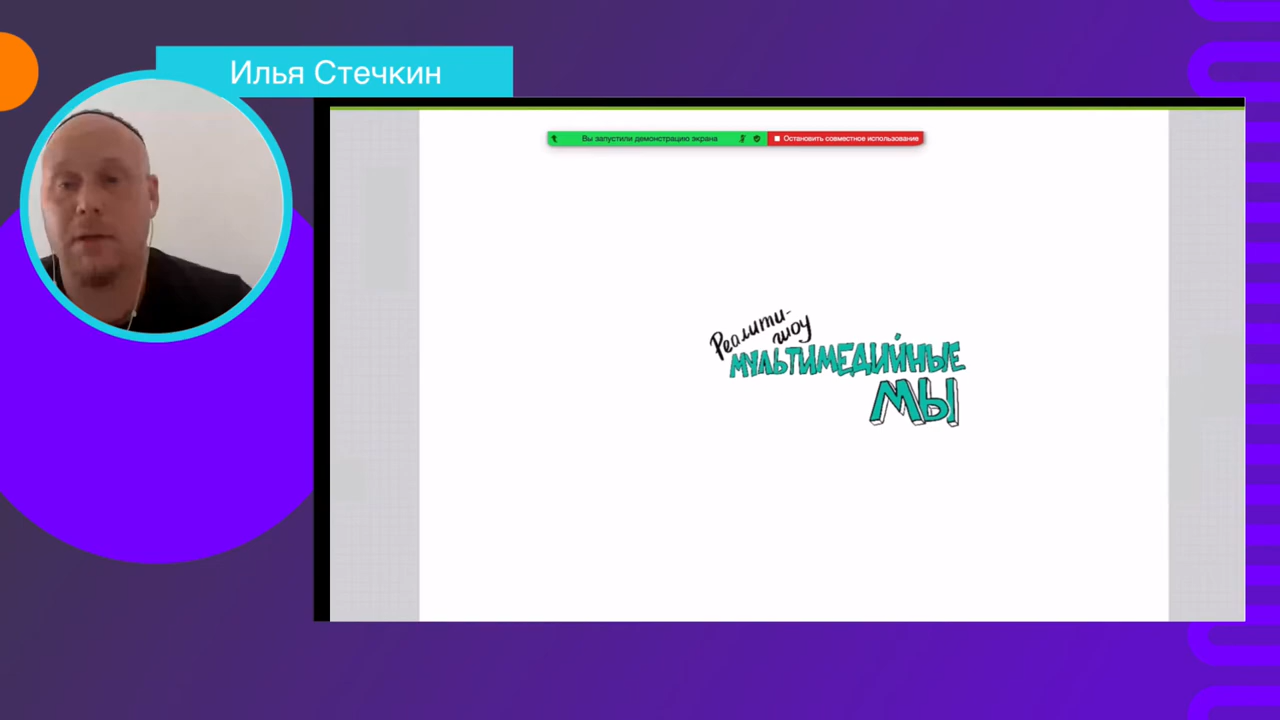 Илья Стечкин
Вы запустили демонстрацию экрана
Остановить совместное использование
Реалити-
шоу
МУЛЬТИМЕДИЙНЫЕ
МЫ